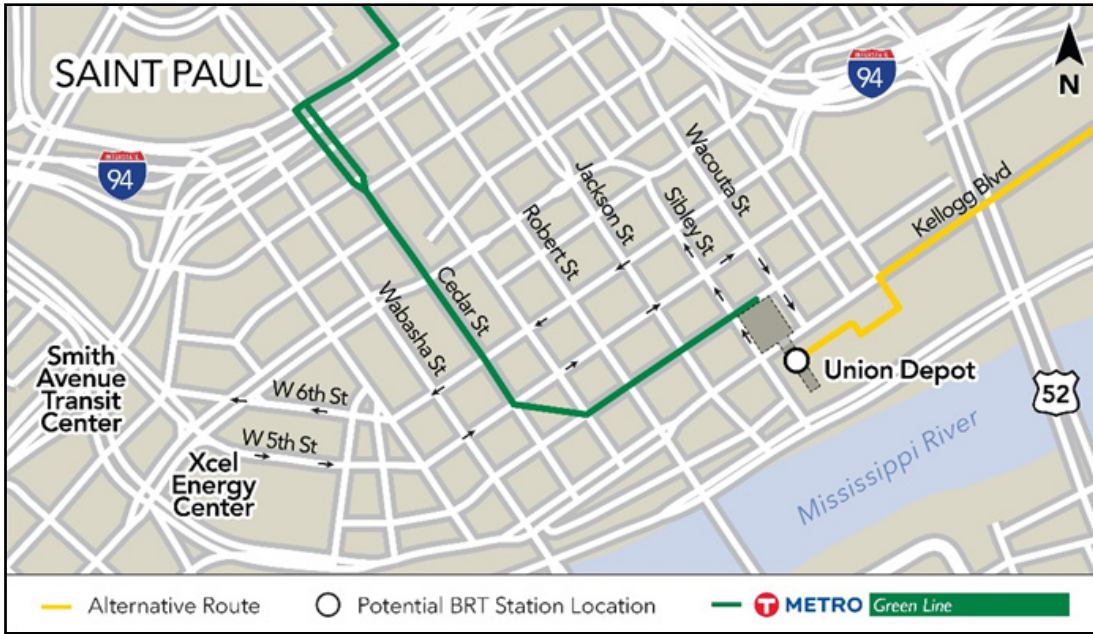 SAINT PAUL
INTERSTATE
94
INTERSTATE
94
N
Wacouta St
Sibley St
Jackson St
Robert St
Cedar St
Wabasha St
Kellogg Blvd
Smith
Avenue
Transit
Center
W 6th St
W 5th St
Xcel
Energy
Center
Union Depot
52
Mississippi River
Alternative Route
Potential BRT Station Location
T METRO Green Line